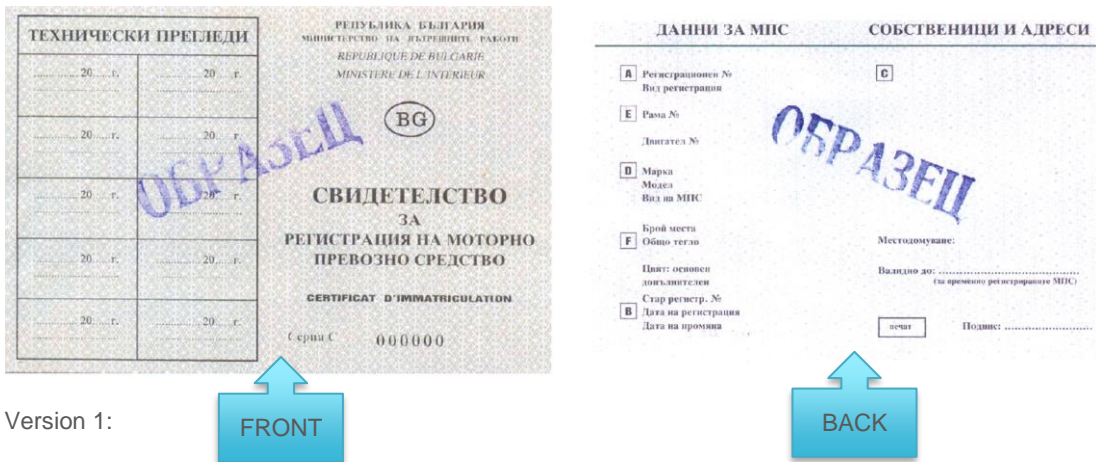 ТЕХНИЧЕСКИ ПРЕГЛЕДИ
............ 20 ......г.
............ 20 ......г.
............ 20 ......г.
............ 20 ......г.
............ 20 ......г.
............ 20 ......г.
............ 20 ......г.
............ 20 ......г.
............ 20 ......г.
............ 20 ......г.
ОБРАЗЕЦ
РЕПУБЛИКА БЪЛГАРИЯ
МИНИСТЕРСТВО НА ВЪТРЕШНИТЕ РАБОТИ
REPUBLIQUE DE BULGARIE
MINISTERE DE L'INTERIEUR
BG
СВИДЕТЕЛСТВО
ЗА
РЕГИСТРАЦИЯ НА МОТОРНО
ПРЕВОЗНО СРЕДСТВО
CERTIFICAT D'IMMATRICULATION
Серия С 000000
ДАННИ ЗА МПС
A Регистрационен №
Вид регистрация
E Рама №
Двигател №
D Марка
Модел
Вид на МПС
Брой места
F Общо тегло
Цвят: основен
допълнителен
Стар регистр. №
B Дата на регистрация
Дата на промяна
СОБСТВЕНИЦИ И АДРЕСИ
C
ОБРАЗЕЦ
Местодомуване:
Валидно до: ......................................
(за временно регистрираните МПС)
печат Подпис: ......................
Version 1:
FRONT
BACK